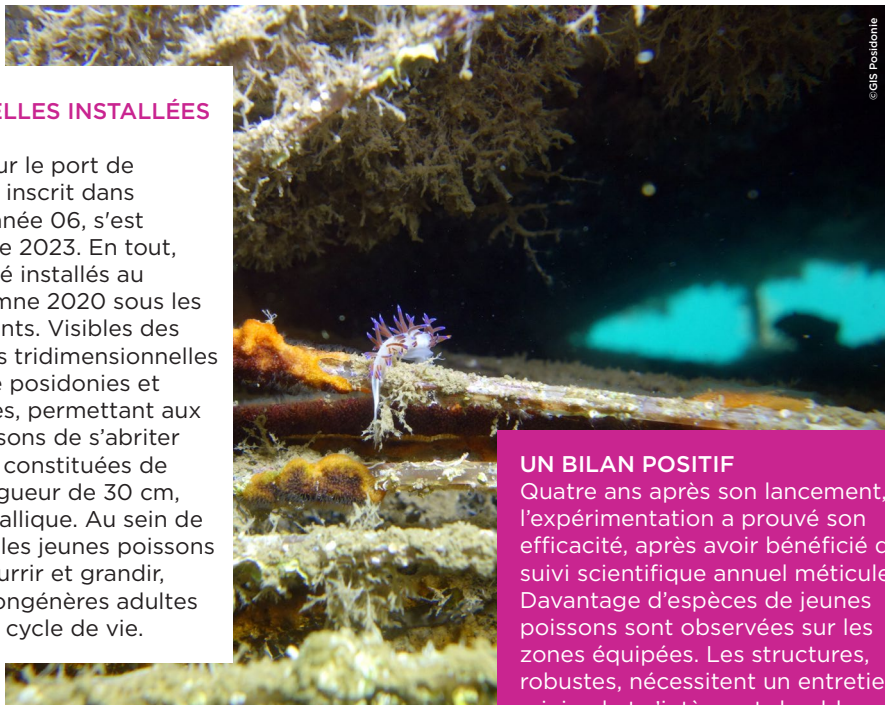 ©GIS Posidonie
ELLES INSTALLÉES
ur le port de
inscrit dans
née 06, s'est
e 2023. En tout,
é installés au
mne 2020 sous les
nts. Visibles des
s tridimensionnelles
e posidonies et
es, permettant aux
sons de s’abriter
constituées de
gueur de 30 cm,
allique. Au sein de
les jeunes poissons
urrir et grandir,
ongénères adultes
cycle de vie.
UN BILAN POSITIF
Quatre ans après son lancement,
l’expérimentation a prouvé son
efficacité, après avoir bénéficié
suivi scientifique annuel méticule
Davantage d’espèces de jeunes
poissons sont observées sur les
zones équipées. Les structures,
robustes, nécessitent un entretie